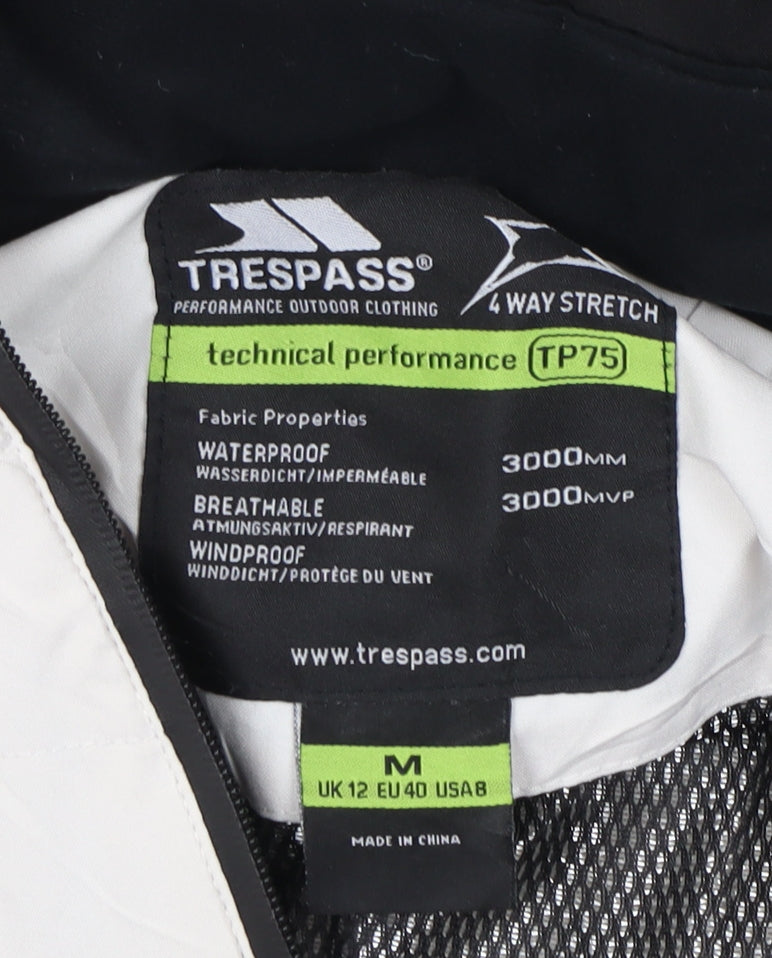 TRESPASS®
PERFORMANCE OUTDOOR CLOTHING
4 WAY STRETCH
technical performance TP75
Fabric Properties
WATERPROOF 3000MM
WASSERDICHT/IMPERMÉABLE
BREATHABLE 3000MVP
ATMUNGSAKTIV/RESPIRANT
WINDPROOF
WINDDICHT/PROTÈGE DU VENT
www.trespass.com
M
UK 12 EU 40 USA 8
MADE IN CHINA